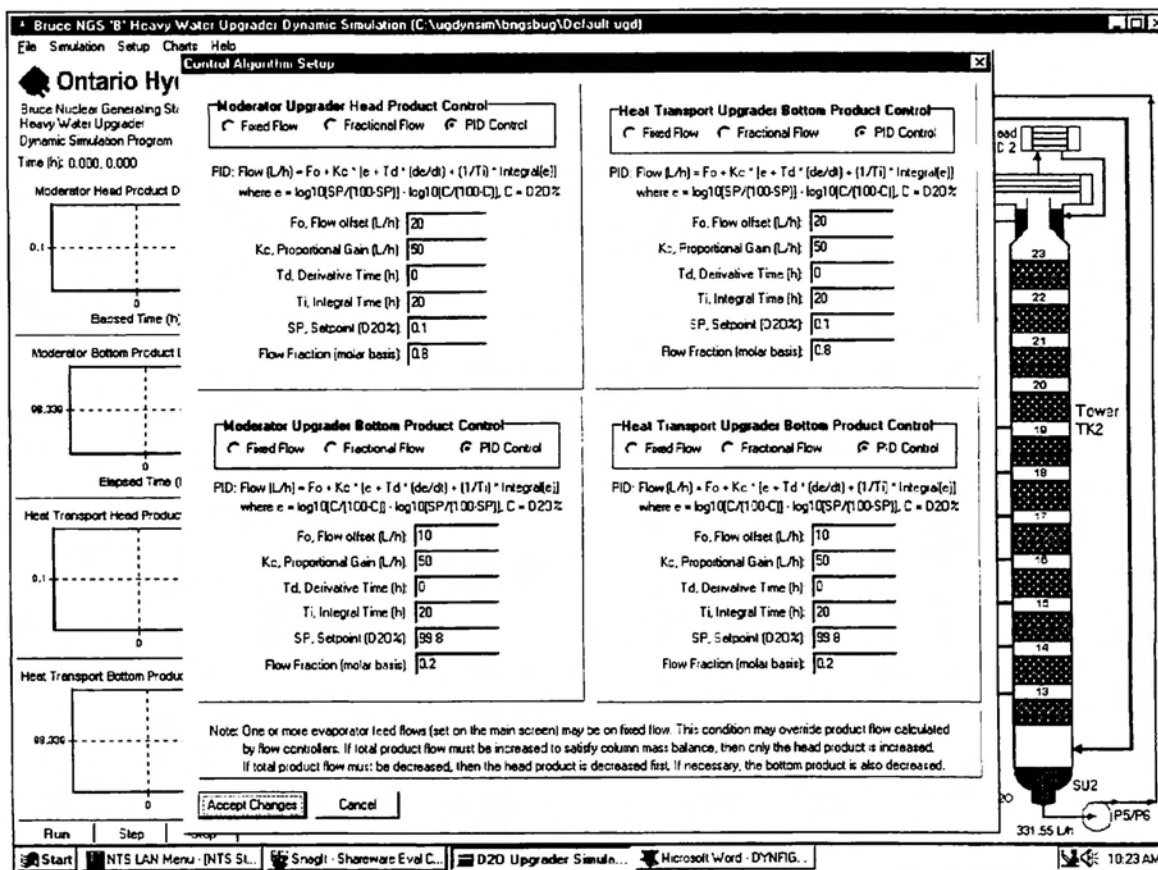 Bruce NGS 'B' Heavy Water Upgrader Dynamic Simulation (C:\ugdynsim\bngsbug\Default.ugd)
File Simulation Setup Charts Help
Control Algorithm Setup
Ontario Hy
Bruce Nuclear Generating St
Heavy Water Upgrader
Dynamic Simulation Program
Time (h): 0.000, 0.000
Moderator Head Product D
0.1
0
Elapsed Time (h)
Moderator Bottom Product
98.339
0
Elapsed Time (
Heat Transport Head Product
0.1
0
Heat Transport Bottom Produc
98.339
0
Run Step
Moderator Upgrader Head Product Control
Fixed Flow Fractional Flow PID Control
PID: Flow (L/h) = Fo + Kc * [e + Td * (de/dt) + (1/Ti) * Integral(e)]
where e = log10[SP/(100-SP)] - log10[C/(100-C)], C = D2O%
Fo, Flow offset (L/h): 20
Kc, Proportional Gain (L/h): 50
Td, Derivative Time (h): 0
Ti, Integral Time (h): 20
SP, Setpoint (D2O%): 0.1
Flow Fraction (molar basis): 0.8
Heat Transport Upgrader Bottom Product Control
Fixed Flow Fractional Flow PID Control
PID: Flow (L/h) = Fo + Kc * [e + Td * (de/dt) + (1/Ti) * Integral(e)]
where e = log10[SP/(100-SP)] - log10[C/(100-C)], C = D2O%
Fo, Flow offset (L/h): 20
Kc, Proportional Gain (L/h): 50
Td, Derivative Time (h): 0
Ti, Integral Time (h): 20
SP, Setpoint (D2O%): 0.1
Flow Fraction (molar basis): 0.8
Moderator Upgrader Bottom Product Control
Fixed Flow Fractional Flow PID Control
PID: Flow (L/h) = Fo + Kc * [e + Td * (de/dt) + (1/Ti) * Integral(e)]
where e = log10[C/(100-C)] - log10[SP/(100-SP)], C = D2O%
Fo, Flow offset (L/h): 10
Kc, Proportional Gain (L/h): 50
Td, Derivative Time (h): 0
Ti, Integral Time (h) 20
SP, Setpoint (D2O%): 99.8
Flow Fraction (molar basis) 0.2
Heat Transport Upgrader Bottom Product Control
Fixed Flow Fractional Flow PID Control
PID: Flow (L/h) = Fo + Kc * [e + Td * (de/dt) + (1/Ti) * Integral(e)]
where e = log10[C/(100-C)] - log10[SP/(100-SP)], C = D2O%
Fo, Flow offset (L/h): 10
Kc, Proportional Gain (L/h): 50
Td, Derivative Time (h): 0
Ti, Integral Time (h): 20
SP, Setpoint (D2O%): 99.8
Flow Fraction (molar basis): 0.2
Note: One or more evaporator feed flows (set on the main screen) may be on fixed flow. This condition may override product flow calculated
by flow controllers. If total product flow must be increased to satisfy column mass balance, then only the head product is increased.
If total product flow must be decreased, then the head product is decreased first. If necessary, the bottom product is also decreased.
Accept Changes Cancel
ead
C 2
23
22
21
20
19
18
17
16
15
14
13
Tower
TK2
SU2
P5/P6
331.55 L/h
Start NTS LAN Menu - [NTS St... SnagIt - Shareware Eval C... D2O Upgrader Simula... Microsoft Word - DYNFIG... 10:23 AM